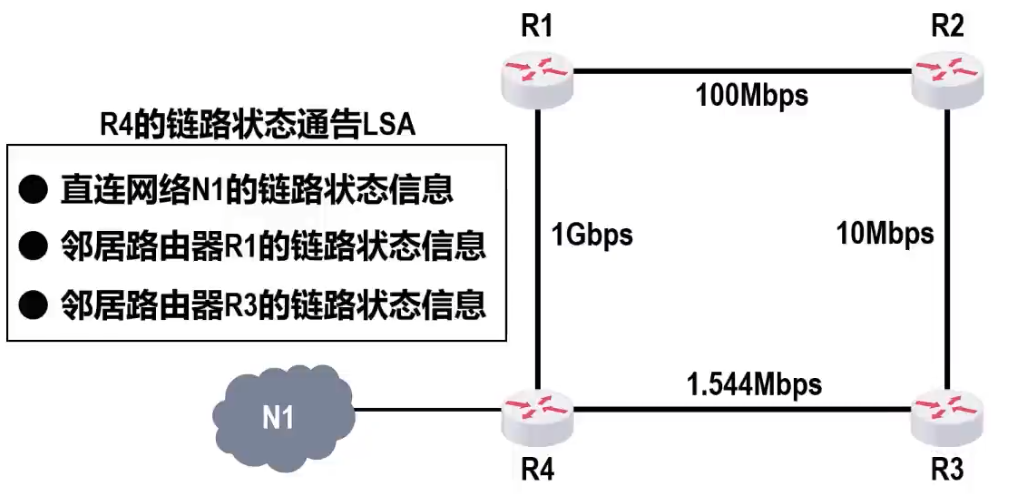 R1
R2
100Mbps
R4的链路状态通告LSA
● 直连网络N1的链路状态信息
● 邻居路由器R1的链路状态信息
● 邻居路由器R3的链路状态信息
1Gbps
10Mbps
1.544Mbps
N1
R4
R3